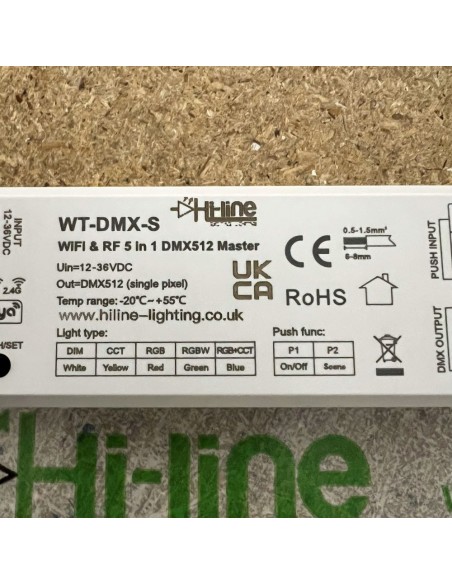 Hi-line
WT-DMX-S
WiFi & RF 5 in 1 DMX512 Master
Uin=12-36VDC
Out=DMX512 (single pixel)
Temp range: -20℃~+55℃
www.hiline-lighting.co.uk
Light type:
DIM CCT RGB RGBW RGB+CCT
White Yellow Red Green Blue
INPUT
12-36VDC
2.4G
/SET
CE
UK
CA
RoHS
0.5-1.5mm²
6-8mm
Push func:
P1 P2
On/Off Scene
PUSH INPUT
DMX OUTPUT
Hi-line